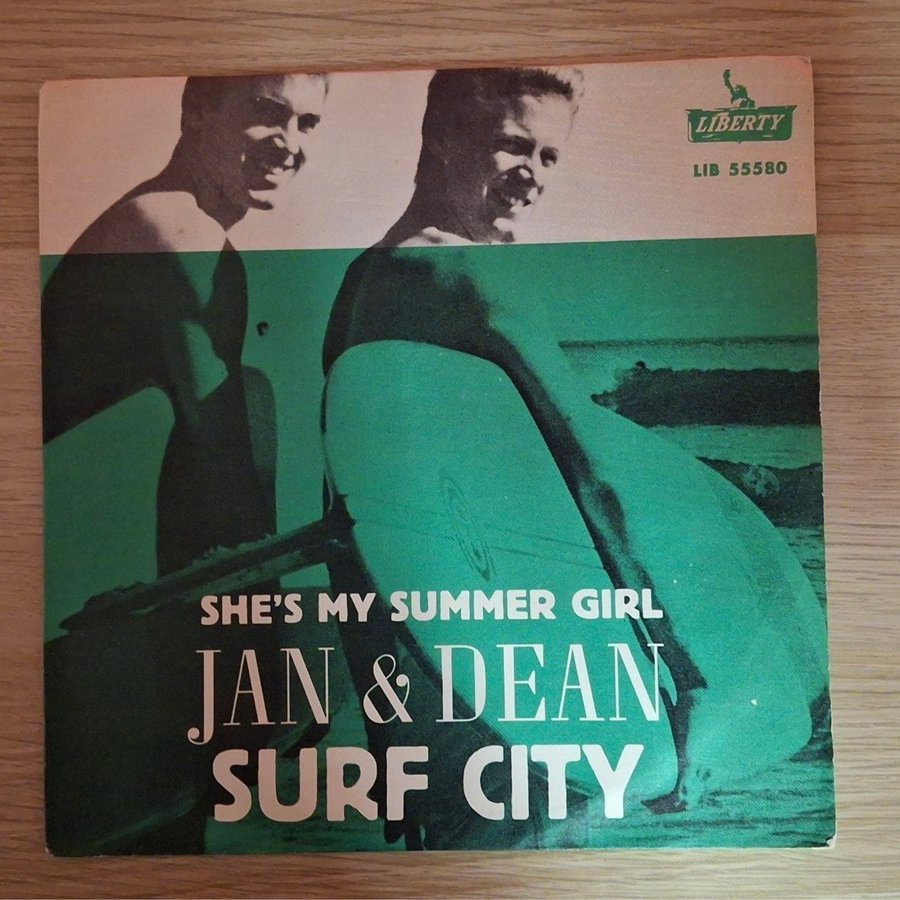 LIBERTY
LIB 55580
SHE'S MY SUMMER GIRL
JAN & DEAN
SURF CITY